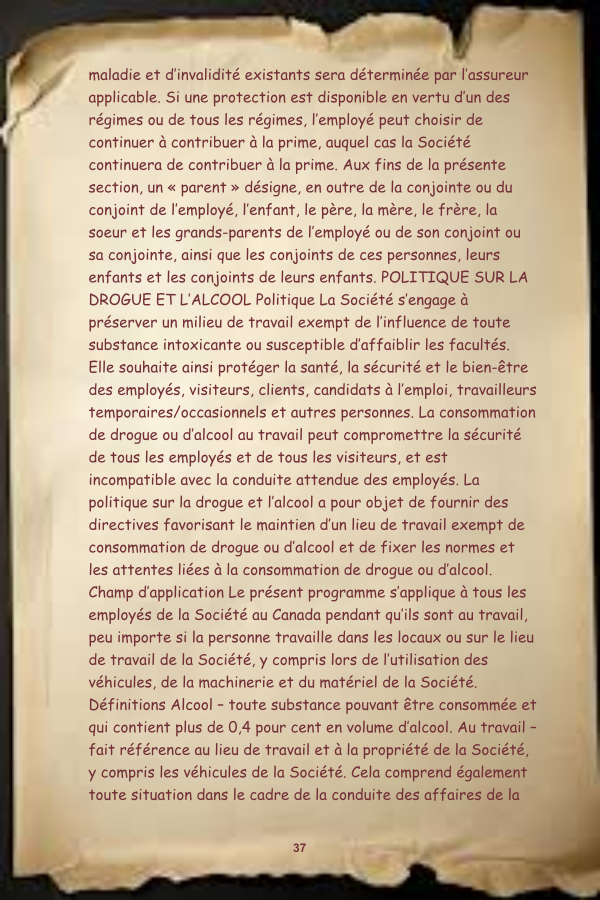 maladie et d’invalidité existants sera déterminée par l’assureur
applicable. Si une protection est disponible en vertu d’un des
régimes ou de tous les régimes, l’employé peut choisir de
continuer à contribuer à la prime, auquel cas la Société
continuera de contribuer à la prime. Aux fins de la présente
section, un « parent » désigne, en outre de la conjointe ou du
conjoint de l’employé, l’enfant, le père, la mère, le frère, la
soeur et les grands-parents de l’employé ou de son conjoint ou
sa conjointe, ainsi que les conjoints de ces personnes, leurs
enfants et les conjoints de leurs enfants. POLITIQUE SUR LA
DROGUE ET L’ALCOOL Politique La Société s’engage à
préserver un milieu de travail exempt de l’influence de toute
substance intoxicante ou susceptible d’affaiblir les facultés.
Elle souhaite ainsi protéger la santé, la sécurité et le bien-être
des employés, visiteurs, clients, candidats à l’emploi, travailleurs
temporaires/occasionnels et autres personnes. La consommation
de drogue ou d’alcool au travail peut compromettre la sécurité
de tous les employés et de tous les visiteurs, et est
incompatible avec la conduite attendue des employés. La
politique sur la drogue et l’alcool a pour objet de fournir des
directives favorisant le maintien d’un lieu de travail exempt de
consommation de drogue ou d’alcool et de fixer les normes et
les attentes liées à la consommation de drogue ou d’alcool.
Champ d’application Le présent programme s’applique à tous les
employés de la Société au Canada pendant qu’ils sont au travail,
peu importe si la personne travaille dans les locaux ou sur le lieu
de travail de la Société, y compris lors de l’utilisation des
véhicules, de la machinerie et du matériel de la Société.
Définitions Alcool – toute substance pouvant être consommée et
qui contient plus de 0,4 pour cent en volume d’alcool. Au travail –
fait référence au lieu de travail et à la propriété de la Société,
y compris les véhicules de la Société. Cela comprend également
toute situation dans le cadre de la conduite des affaires de la
37